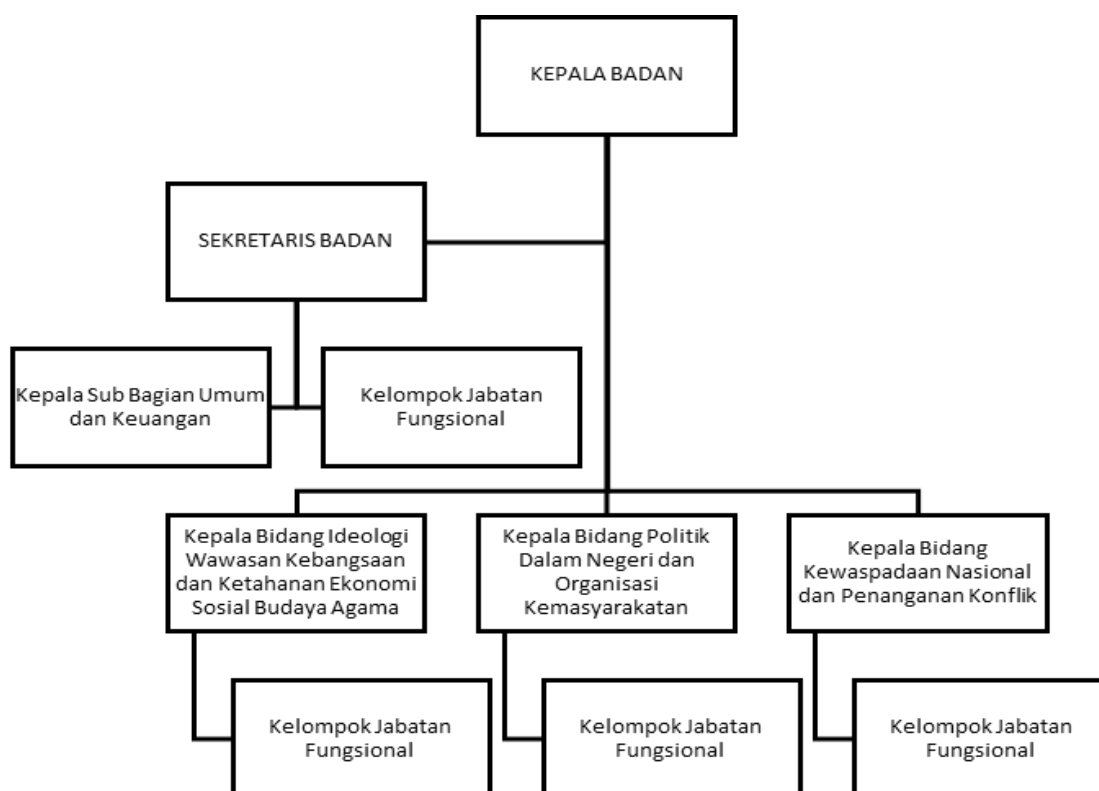 KEPALA BADAN
SEKRETARIS BADAN
Kepala Sub Bagian Umum
dan Keuangan
Kelompok Jabatan
Fungsional
Kepala Bidang Ideologi
Wawasan Kebangsaan
dan Ketahanan Ekonomi
Sosial Budaya Agama
Kepala Bidang Politik
Dalam Negeri dan
Organisasi
Kemasyarakatan
Kepala Bidang
Kewaspadaan Nasional
dan Penanganan Konflik
Kelompok Jabatan
Fungsional
Kelompok Jabatan
Fungsional
Kelompok Jabatan
Fungsional